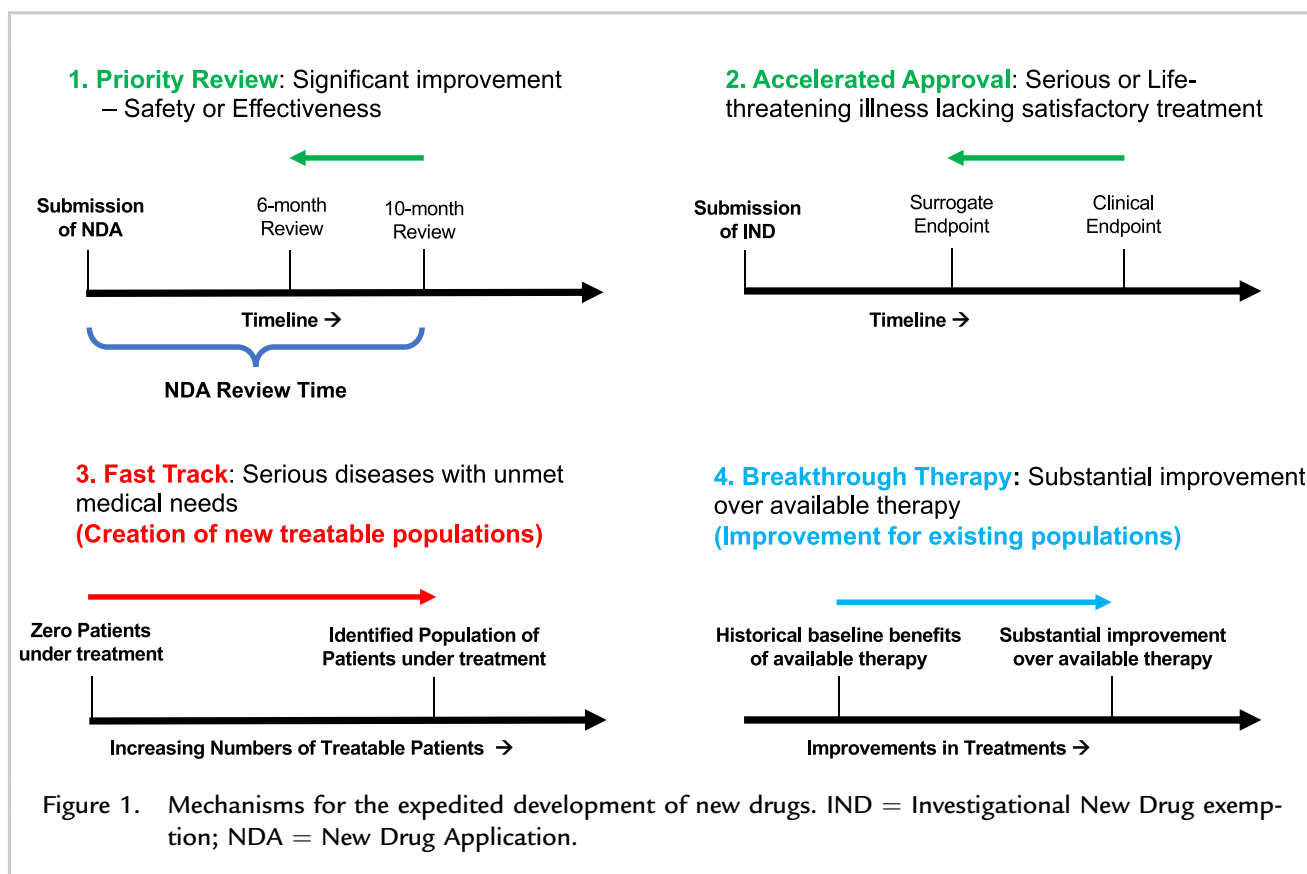 1. Priority Review: Significant improvement
– Safety or Effectiveness
Submission
of NDA
6-month
Review
10-month
Review
Timeline →
NDA Review Time
2. Accelerated Approval: Serious or Life-
threatening illness lacking satisfactory treatment
Submission
of IND
Surrogate
Endpoint
Clinical
Endpoint
Timeline →
3. Fast Track: Serious diseases with unmet
medical needs
(Creation of new treatable populations)
Zero Patients
under treatment
Identified Population of
Patients under treatment
Increasing Numbers of Treatable Patients →
4. Breakthrough Therapy: Substantial improvement
over available therapy
(Improvement for existing populations)
Historical baseline benefits
of available therapy
Substantial improvement
over available therapy
Improvements in Treatments →
Figure 1. Mechanisms for the expedited development of new drugs. IND = Investigational New Drug exemp-
tion; NDA = New Drug Application.